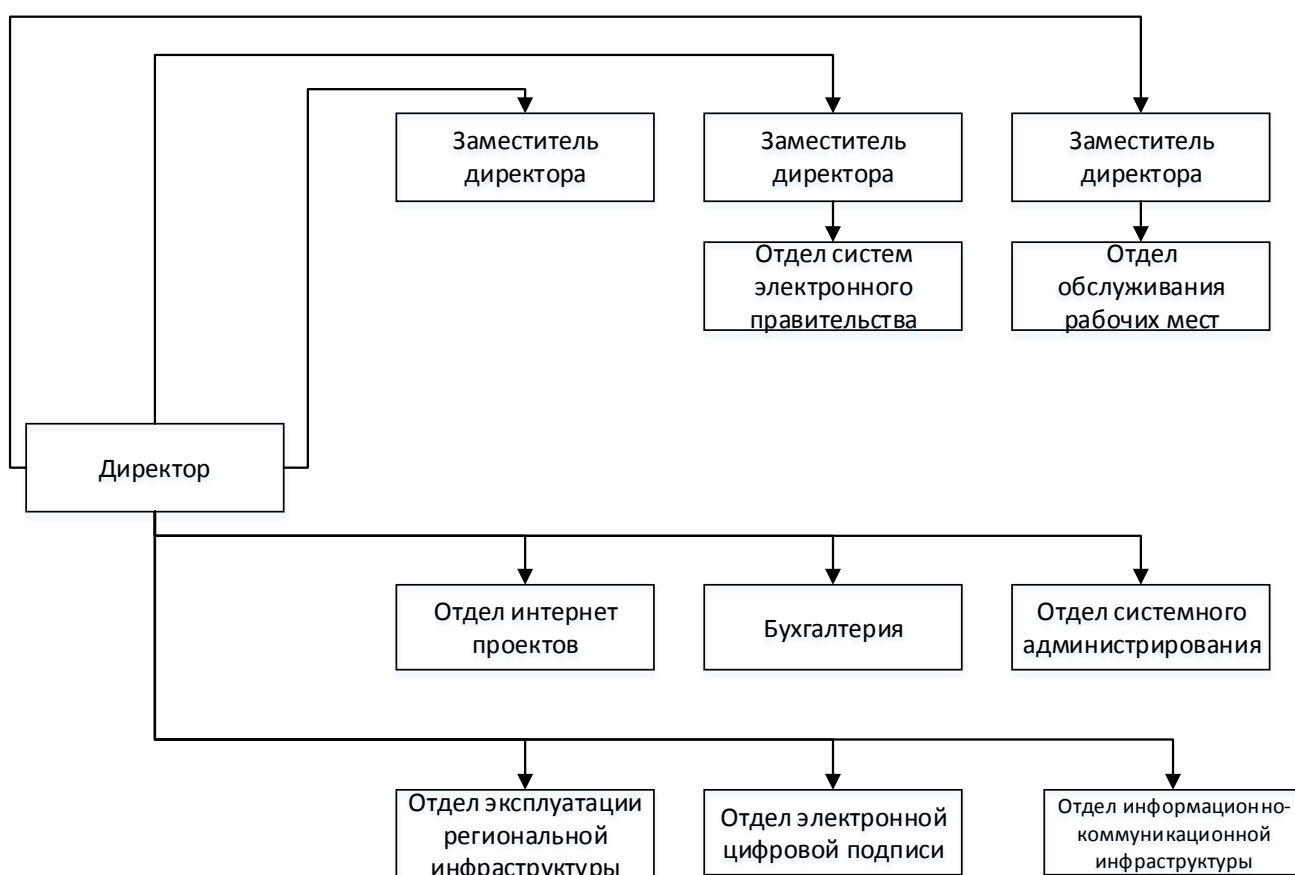 Заместитель
директора
Заместитель
директора
Заместитель
директора
Отдел систем
электронного
правительства
Отдел
обслуживания
рабочих мест
Директор
Отдел интернет
проектов
Бухгалтерия
Отдел системного
администрирования
Отдел эксплуатации
региональной
инфраструктуры
Отдел электронной
цифровой подписи
Отдел информационно-
коммуникационной
инфраструктуры